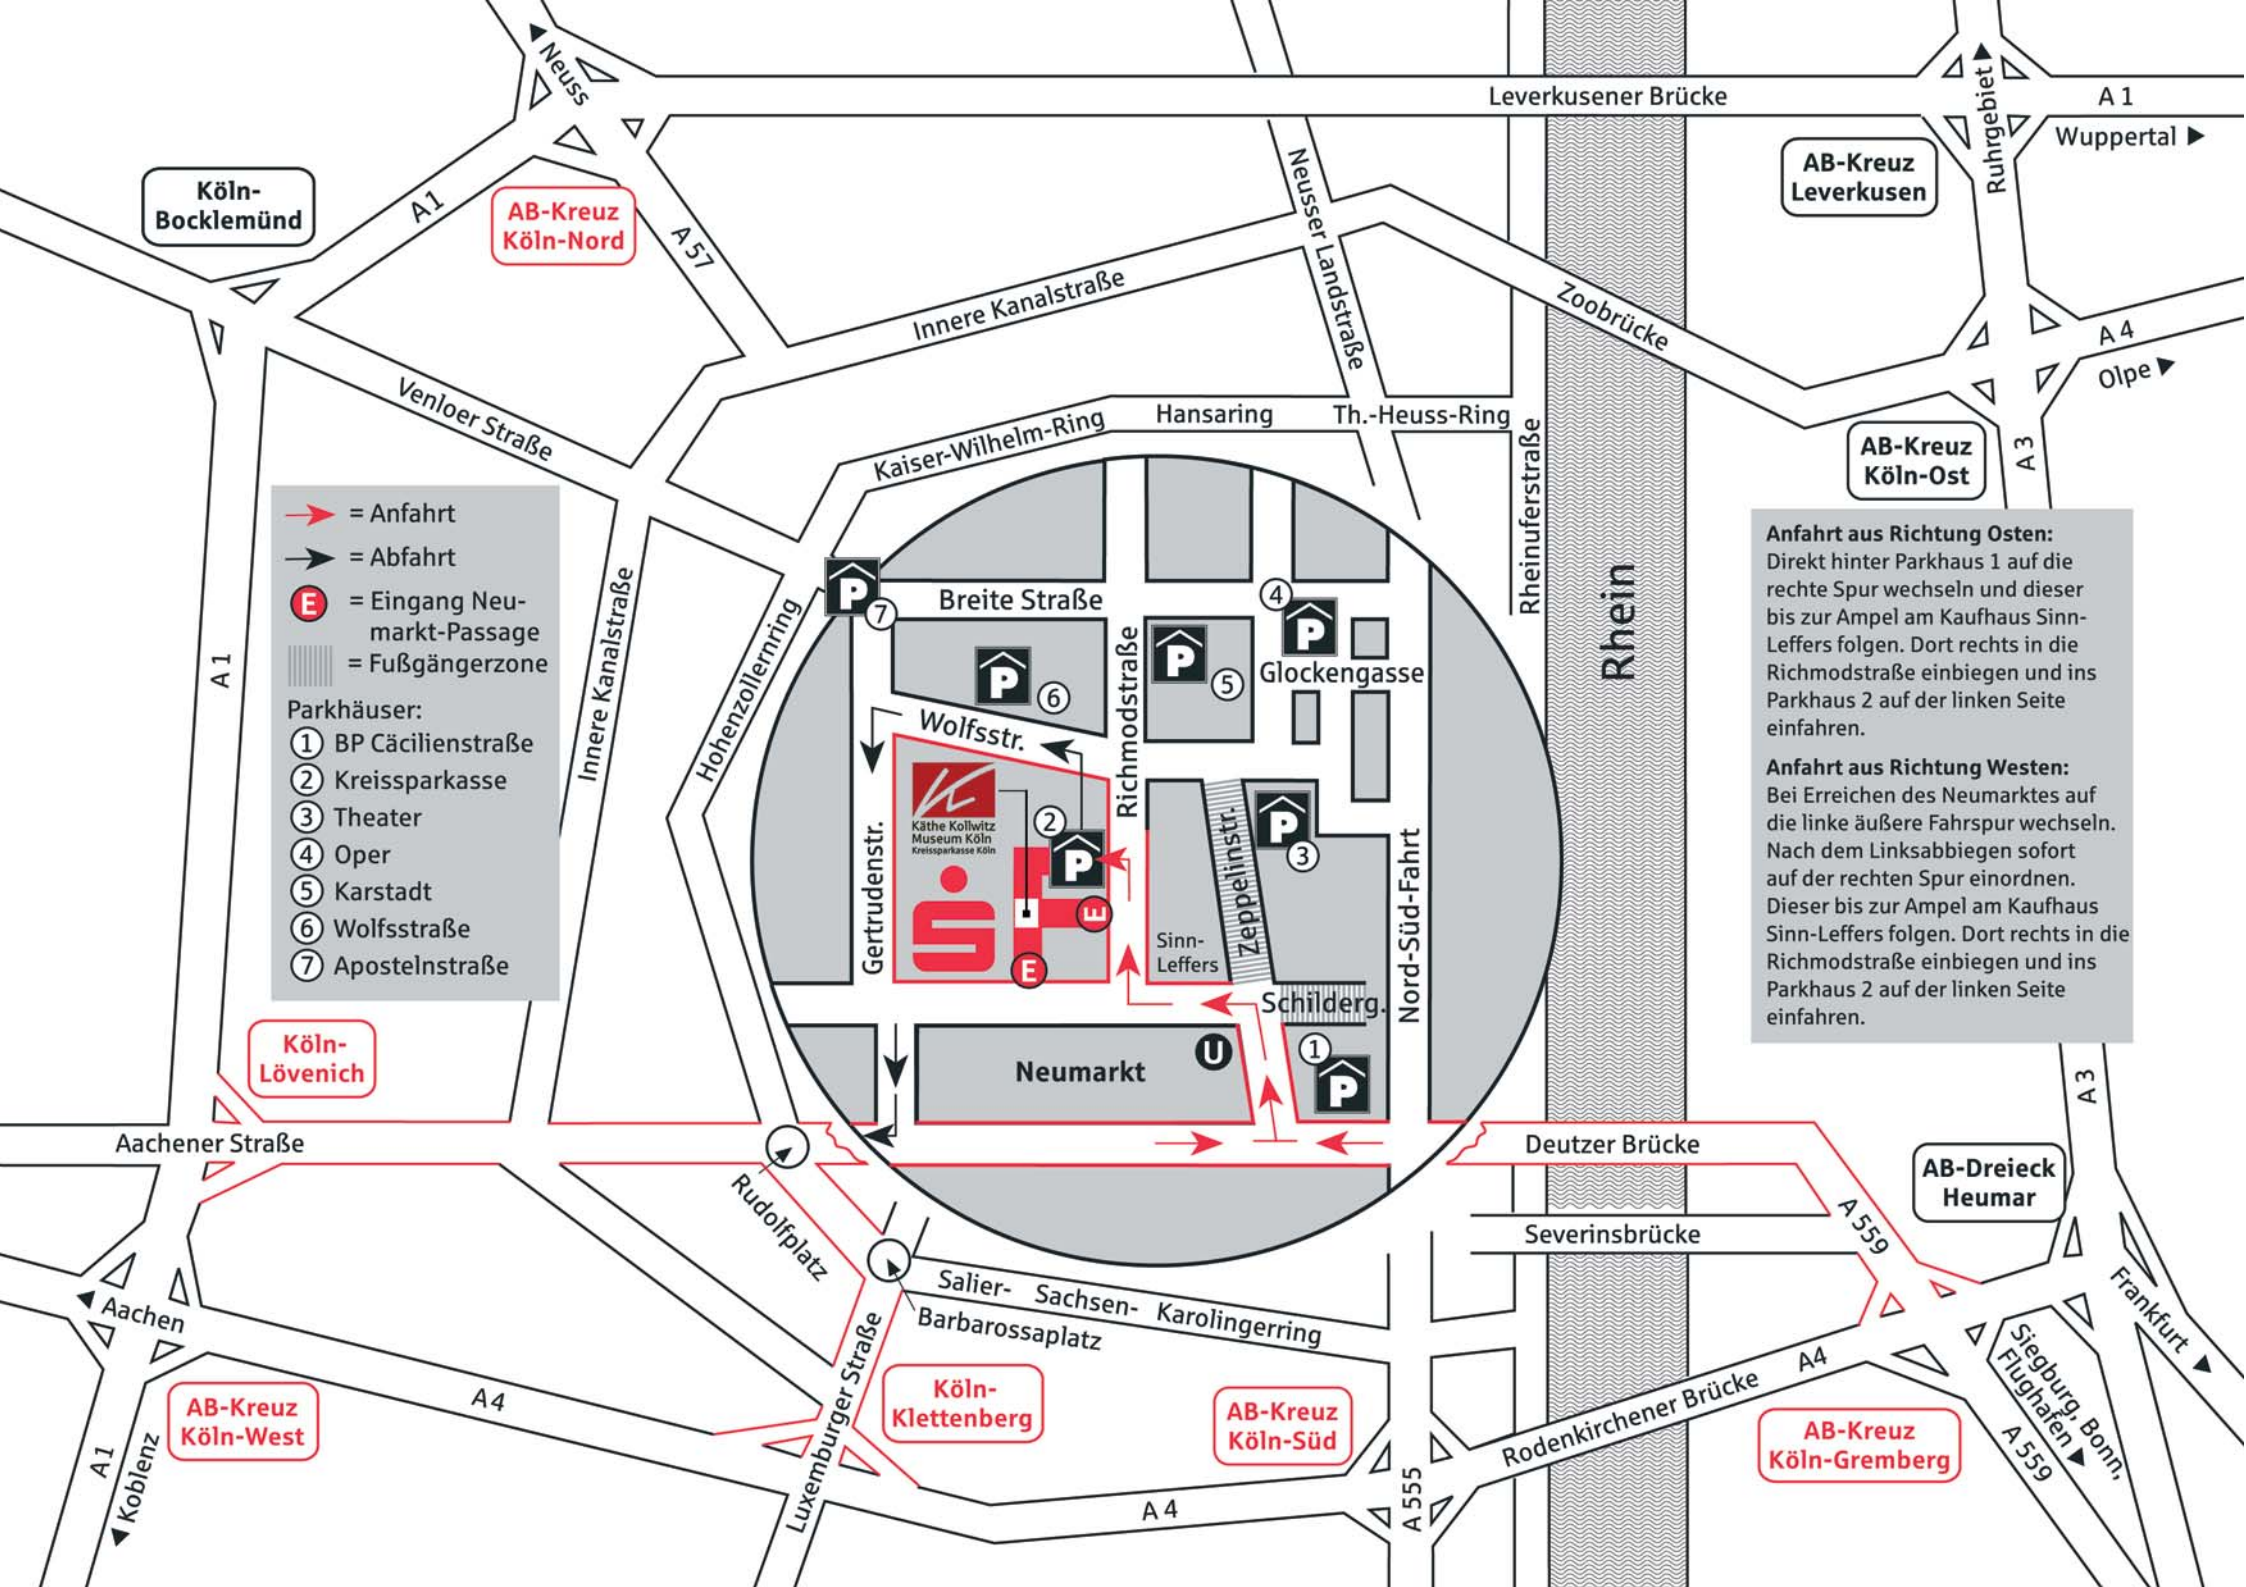 Neuss
Leverkusener Brücke
A 1
Wuppertal
Ruhrgebiet
AB-Kreuz
Leverkusen
Köln-
Bocklemünd
A 1
AB-Kreuz
Köln-Nord
A 57
Neusser Landstraße
Innere Kanalstraße
Zoobrücke
A 4
Olpe
Venloer Straße
Kaiser-Wilhelm-Ring
Hansaring
Th.-Heuss-Ring
Rheinuferstraße
AB-Kreuz
Köln-Ost
A 3
= Anfahrt
= Abfahrt
E
= Eingang Neu-
markt-Passage
= Fußgängerzone
Parkhäuser:
1 BP Cäcilienstraße
2 Kreissparkasse
3 Theater
4 Oper
5 Karstadt
6 Wolfsstraße
7 Apostelnstraße
A 1
Innere Kanalstraße
Hohenzollernring
P
7
Breite Straße
4
P
P
6
P
5
Glockengasse
Richmodstraße
Wolfsstr.
Käthe Kollwitz
Museum Köln
Kreissparkasse Köln
2
P
E
E
Gertrudenstr.
Zeppelinstr.
P
3
Sinn-
Leffers
Nord-Süd-Fahrt
Schilderg.
Neumarkt
U
1
P
Rhein
Anfahrt aus Richtung Osten:
Direkt hinter Parkhaus 1 auf die
rechte Spur wechseln und dieser
bis zur Ampel am Kaufhaus Sinn-
Leffers folgen. Dort rechts in die
Richmodstraße einbiegen und ins
Parkhaus 2 auf der linken Seite
einfahren.
Anfahrt aus Richtung Westen:
Bei Erreichen des Neumarktes auf
die linke äußere Fahrspur wechseln.
Nach dem Linksabbiegen sofort
auf der rechten Spur einordnen.
Dieser bis zur Ampel am Kaufhaus
Sinn-Leffers folgen. Dort rechts in die
Richmodstraße einbiegen und ins
Parkhaus 2 auf der linken Seite
einfahren.
Köln-
Lövenich
Aachener Straße
Rudolfplatz
Deutzer Brücke
Severinsbrücke
A 559
A 3
AB-Dreieck
Heumar
Aachen
Salier- Sachsen- Karolingerring
Barbarossaplatz
Luxemburger Straße
Köln-
Klettenberg
AB-Kreuz
Köln-West
A 4
A 1
Koblenz
AB-Kreuz
Köln-Süd
A 4
A 555
Rodenkirchener Brücke
A4
AB-Kreuz
Köln-Gremberg
Frankfurt
Siegburg, Bonn,
Flughafen
A 559